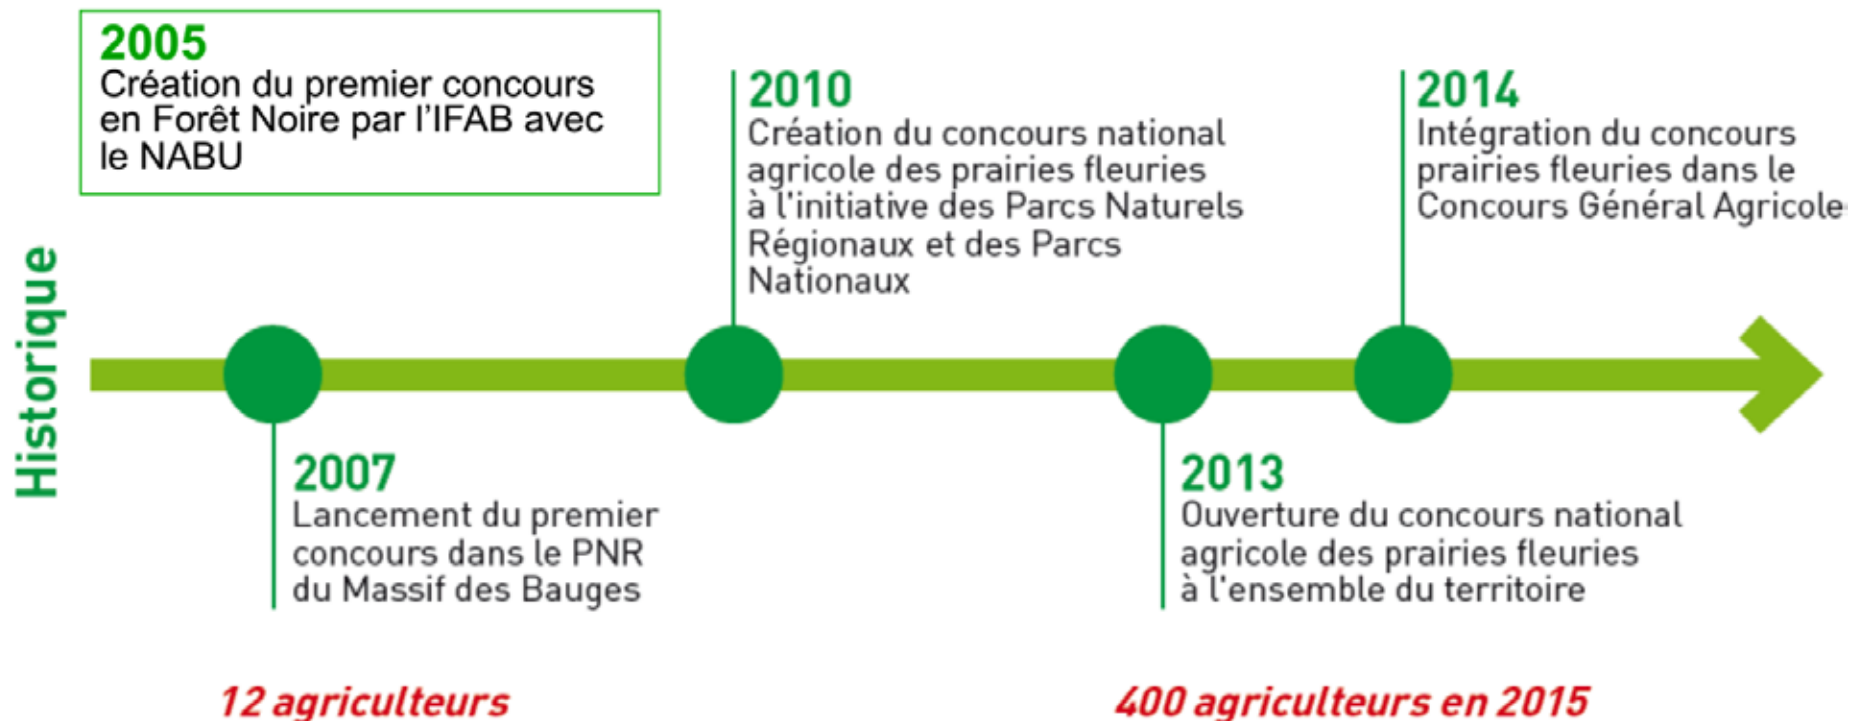 2005
Création du premier concours
en Forêt Noire par l'IFAB avec
le NABU
2010
Création du concours national
agricole des prairies fleuries
à l'initiative des Parcs Naturels
Régionaux et des Parcs
Nationaux
2014
Intégration du concours
prairies fleuries dans le
Concours Général Agricole
Historique
2007
Lancement du premier
concours dans le PNR
du Massif des Bauges
2013
Ouverture du concours national
agricole des prairies fleuries
à l'ensemble du territoire
12 agriculteurs
400 agriculteurs en 2015